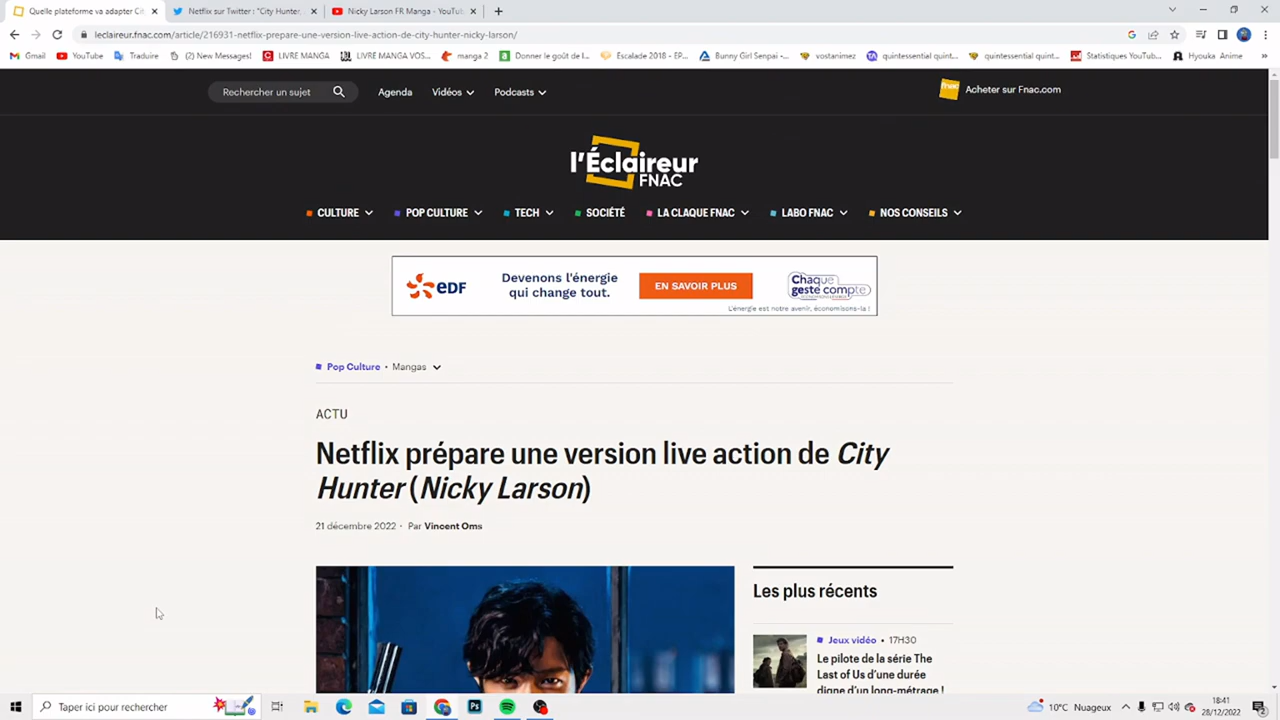 Quelle plateforme va adapter C
Netflix sur Twitter : "City Hunter,
Nicky Larson FR Manga - YouTu
leclaireur.fnac.com/article/216931-netflix-prepare-une-version-live-action-de-city-hunter-nicky-larson/
Gmail
YouTube
Traduire
(2) New Messages!
LIVRE MANGA
LIVRE MANGA VOS...
manga 2
Donner le goût de l...
Escalade 2018 - EP...
Bunny Girl Senpai -...
vostanimez
quintessential quint...
quintessential quint...
Statistiques YouTub...
Hyouka Anime
Rechercher un sujet
Agenda
Vidéos
Podcasts
fnac
Acheter sur Fnac.com
l'Éclaireur
FNAC
CULTURE
POP CULTURE
TECH
SOCIÉTÉ
LA CLAQUE FNAC
LABO FNAC
NOS CONSEILS
EDF
Devenons l'énergie
qui change tout.
EN SAVOIR PLUS
Chaque
geste compte
L'énergie est notre avenir, économisons-la !
Pop Culture • Mangas
ACTU
Netflix prépare une version live action de City
Hunter (Nicky Larson)
21 décembre 2022 · Par Vincent Oms
Les plus récents
Jeux vidéo • 17H30
Le pilote de la série The
Last of Us d'une durée
digne d'un long-métrage !
Taper ici pour rechercher
10°C Nuageux
18:41
28/12/2022